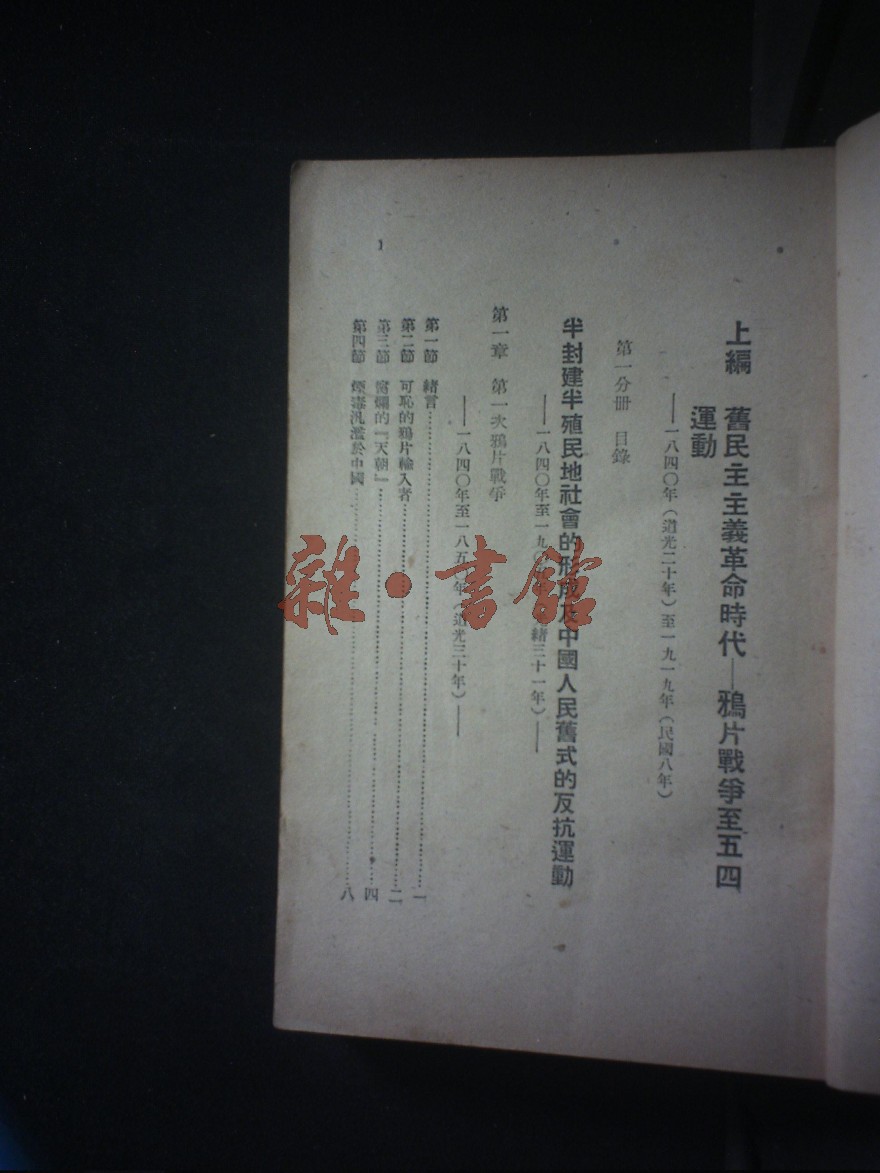 上編　舊民主主義革命時代—鴉片戰爭至五四
運動
——一八四〇年(道光二十年)至一九一九年(民國八年)
第一分册　目錄
半封建半殖民地社會的形成及中國人民舊式的反抗運動
——一八四〇年至一九〇緒三十一年)——
第一章　第一次鴉片戰爭
——一八四〇年至一八五〇年(道光三十年)——
第一節　緒言……一
第二節　可恥的鴉片輸入者……二
第三節　腐爛的『天朝』……四
第四節　煙毒汎濫於中國……八
1
雜·書館